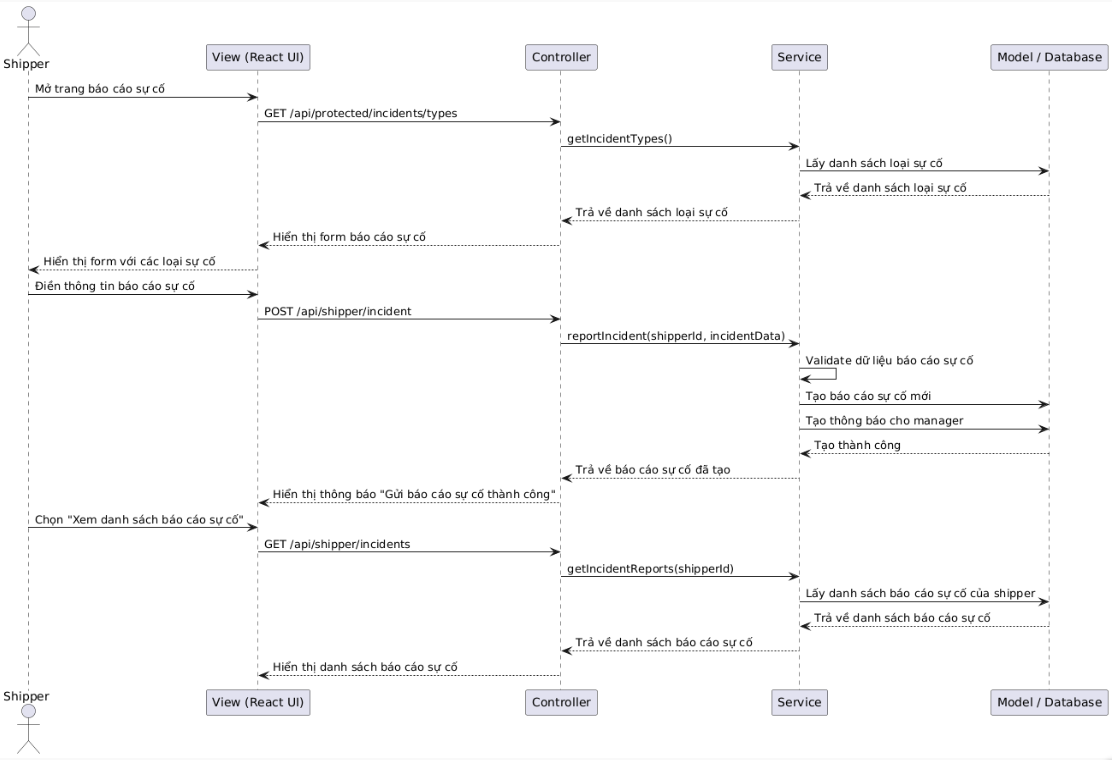 Shipper
View (React UI)
Controller
Service
Model / Database
Mở trang báo cáo sự cố
GET /api/protected/incidents/types
getIncidentTypes()
Lấy danh sách loại sự cố
Trả về danh sách loại sự cố
Trả về danh sách loại sự cố
Hiển thị form báo cáo sự cố
Hiển thị form với các loại sự cố
Điền thông tin báo cáo sự cố
POST /api/shipper/incident
reportIncident(shipperId, incidentData)
Validate dữ liệu báo cáo sự cố
Tạo báo cáo sự cố mới
Tạo thông báo cho manager
Tạo thành công
Trả về báo cáo sự cố đã tạo
Hiển thị thông báo "Gửi báo cáo sự cố thành công"
Chọn "Xem danh sách báo cáo sự cố"
GET /api/shipper/incidents
getIncidentReports(shipperId)
Lấy danh sách báo cáo sự cố của shipper
Trả về danh sách báo cáo sự cố
Trả về danh sách báo cáo sự cố
Hiển thị danh sách báo cáo sự cố
Shipper
View (React UI)
Controller
Service
Model / Database